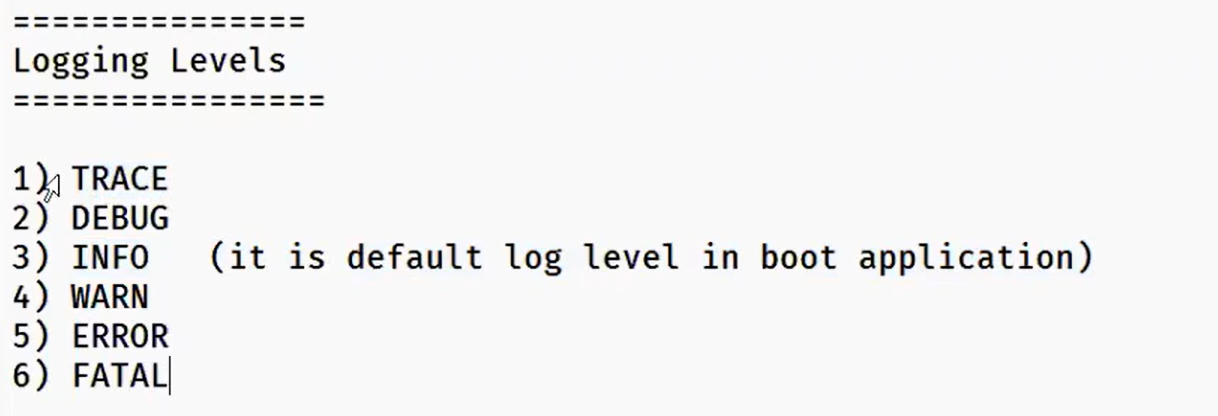 ===============
Logging Levels
================
1) TRACE
2) DEBUG
3) INFO   (it is default log level in boot application)
4) WARN
5) ERROR
6) FATAL